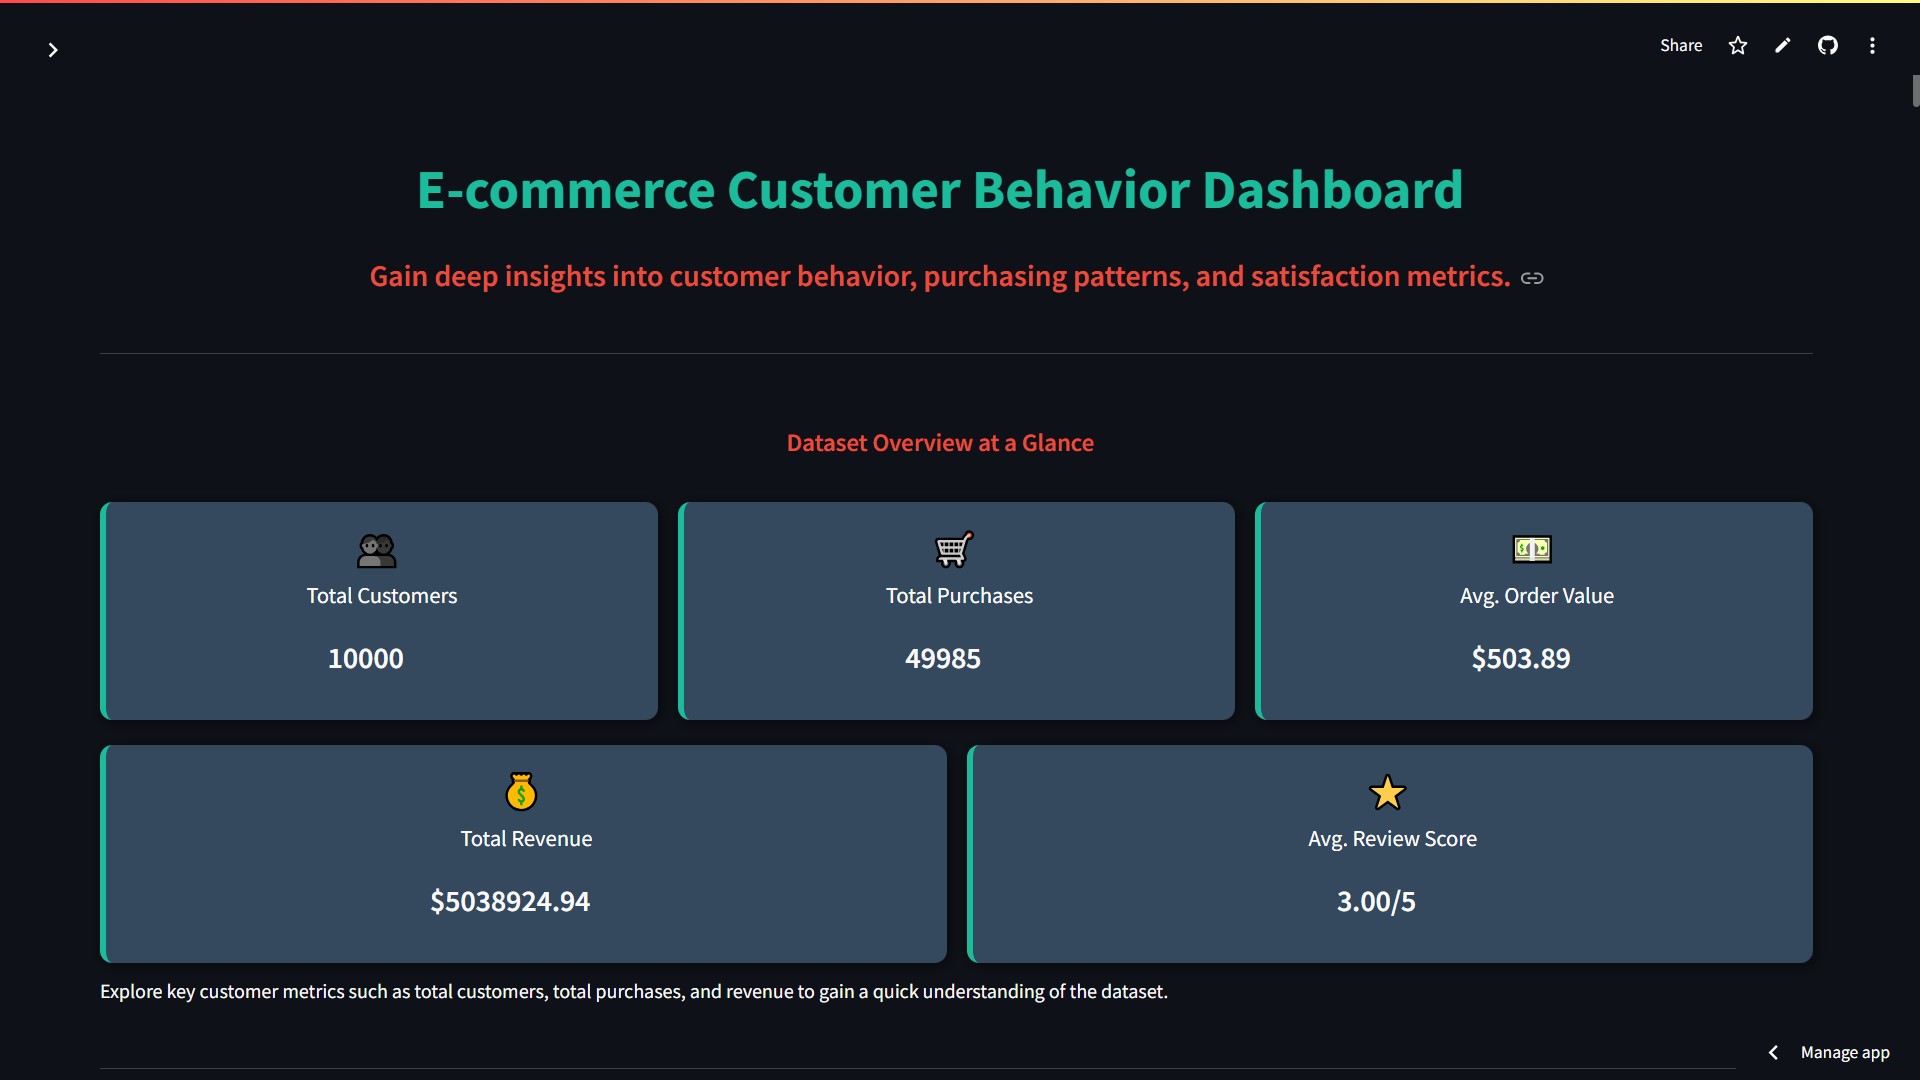 Share
E-commerce Customer Behavior Dashboard
Gain deep insights into customer behavior, purchasing patterns, and satisfaction metrics.
Dataset Overview at a Glance
Total Customers
10000
Total Purchases
49985
Avg. Order Value
$503.89
Total Revenue
$5038924.94
Avg. Review Score
3.00/5
Explore key customer metrics such as total customers, total purchases, and revenue to gain a quick understanding of the dataset.
Manage app